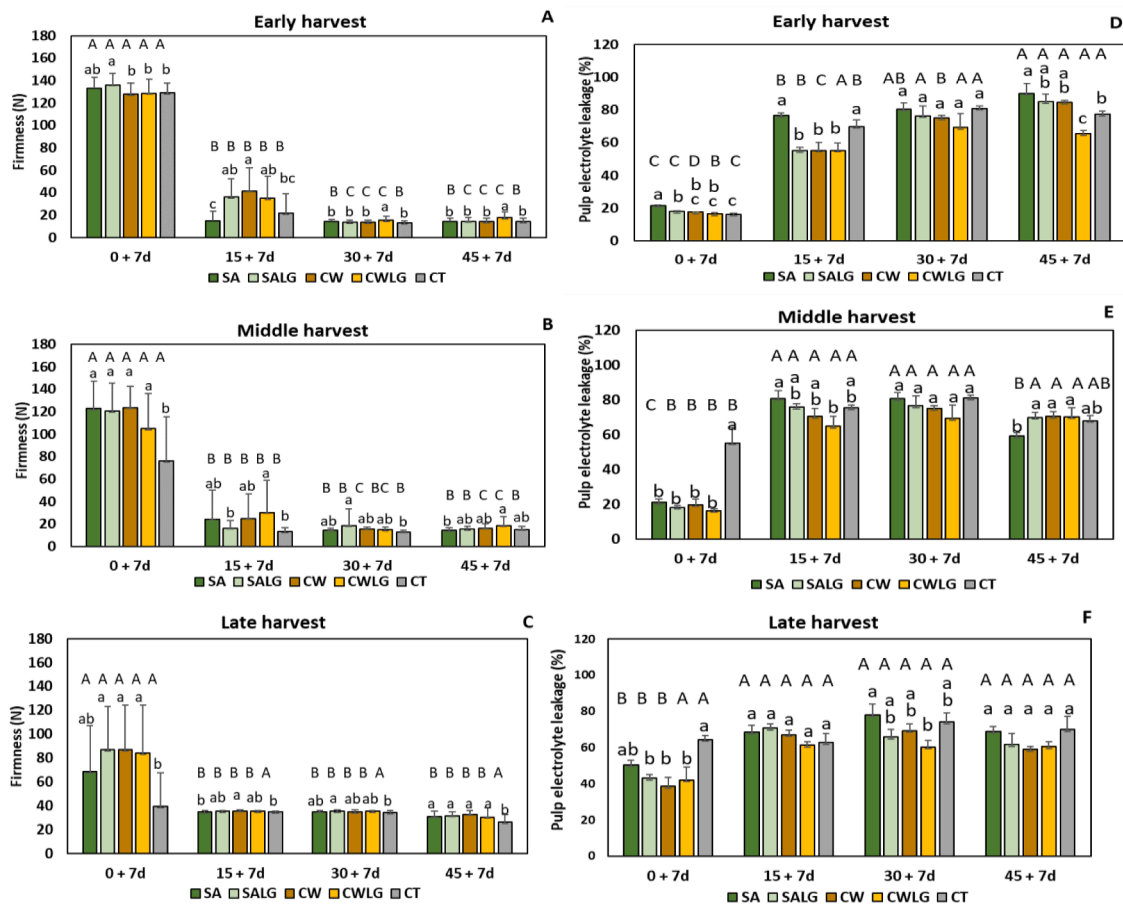 Early harvest
A
Firmness (N)
180
160
140
120
100
80
60
40
20
0
A A A A A
ab a b b b
B B B B B
c ab a ab bc
B C C C B
b b b a b
B C C C B
b b b a b
0 + 7d 15 + 7d 30 + 7d 45 + 7d
SA SALG CW CWLG CT
Early harvest
D
Pulp electrolyte leakage (%)
120
100
80
60
40
20
0
C C D B C
b b
a b c c c
B B C A B
a b b b a
AB A B A A
a a a a a
A A A A A
a a a
b b c b
0 + 7d 15 + 7d 30 + 7d 45 + 7d
SA SALG CW CWLG CT
Middle harvest
B
Firmness (N)
180
160
140
120
100
80
60
40
20
0
A A A A A
a a a a b
B B B B B
ab b ab a b
B B C BC B
ab a ab ab b
B B C C B
b ab ab a ab
0 + 7d 15 + 7d 30 + 7d 45 + 7d
SA SALG CW CWLG CT
Middle harvest
E
Pulp electrolyte leakage (%)
120
100
80
60
40
20
0
C B B B B
b b b b a
A A A A A
a a a a
b b b
A A A A A
a a a a a
B A A A AB
b a a a ab
0 + 7d 15 + 7d 30 + 7d 45 + 7d
SA SALG CW CWLG CT
Late harvest
C
Firmness (N)
180
160
140
120
100
80
60
40
20
0
A A A A A
ab a a a b
B B B B A
b ab a ab b
B B B B A
ab a ab ab b
B B B B A
a a a a b
0 + 7d 15 + 7d 30 + 7d 45 + 7d
SA SALG CW CWLG CT
Late harvest
F
Pulp electrolyte leakage (%)
120
100
80
60
40
20
0
B B B A A
ab b b b a
A A A A A
a a a a a
A A A A A
a a a a
b b b b
A A A A A
a a a a a
0 + 7d 15 + 7d 30 + 7d 45 + 7d
SA SALG CW CWLG CT